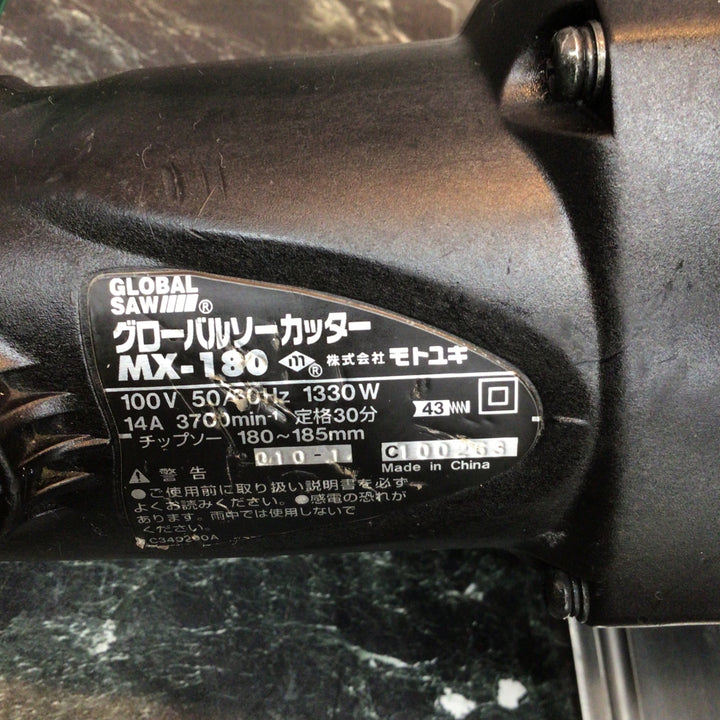 GLOBAL
SAW ®
グローバルソーカッター
MX-180 m ® 株式会社 モトユキ
100V 50/60Hz 1330W
14A 3700min⁻¹ 定格30分 43
チップソー 180~185mm
010-1 C100263
Made in China
警告
●ご使用前に取り扱い説明書を必ず
よくお読みください。●感電の恐れが
あります。雨中では使用しないで
ください。
C349200A